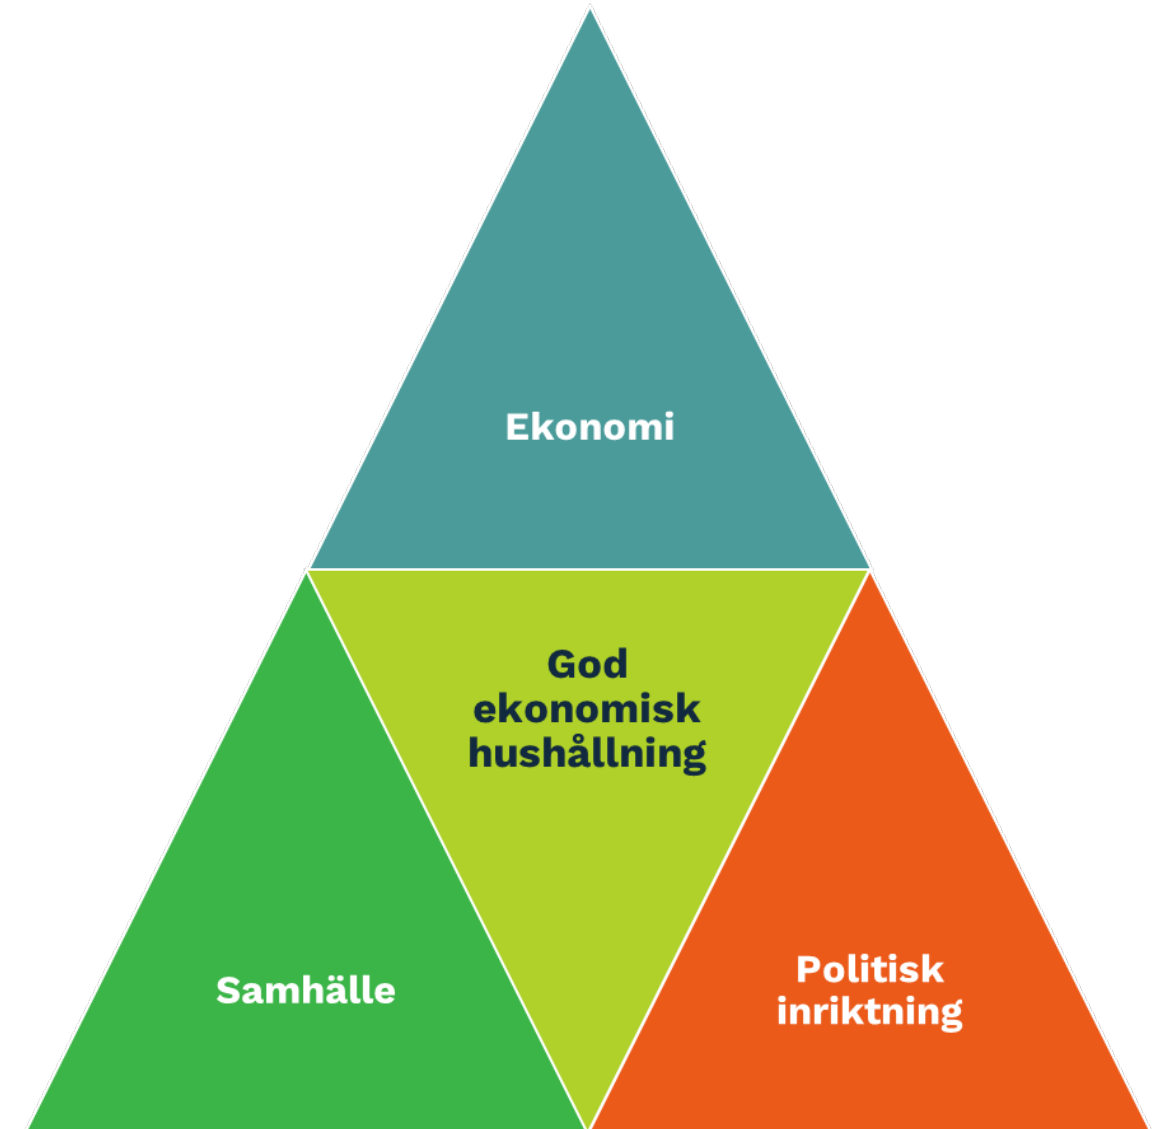 Ekonomi
God
ekonomisk
hushållning
Samhälle
Politisk
inriktning